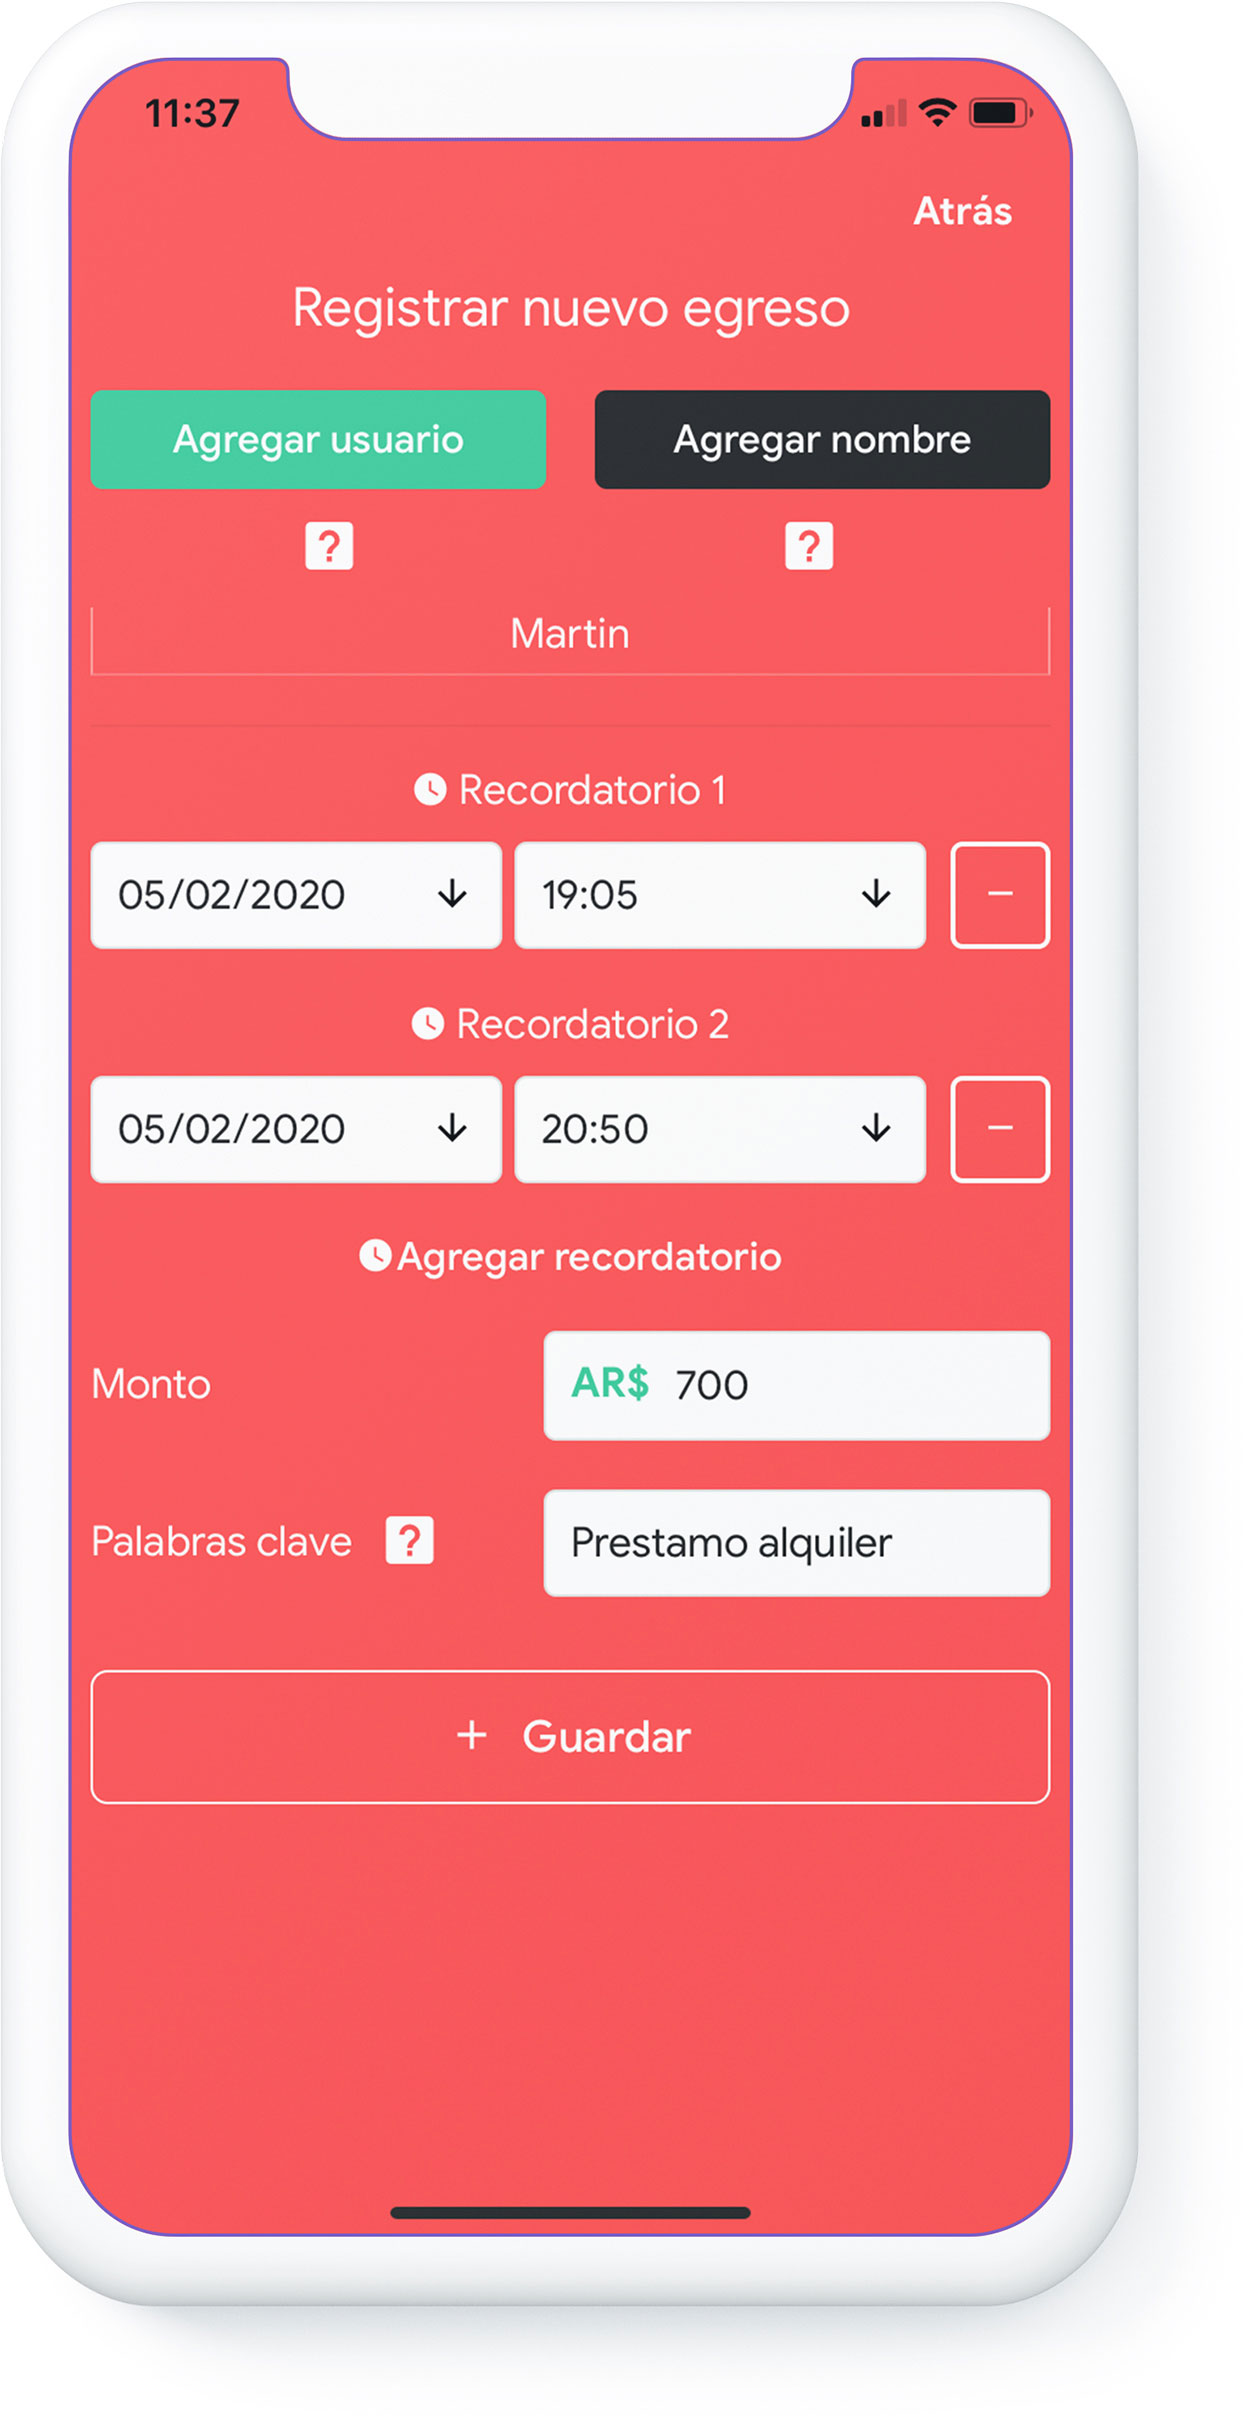 11:37
Atrás
Registrar nuevo egreso
Agregar usuario
Agregar nombre
?
?
Martin
Recordatorio 1
05/02/2020
19:05
Recordatorio 2
05/02/2020
20:50
Agregar recordatorio
Monto
AR$ 700
Palabras clave ?
Prestamo alquiler
+ Guardar